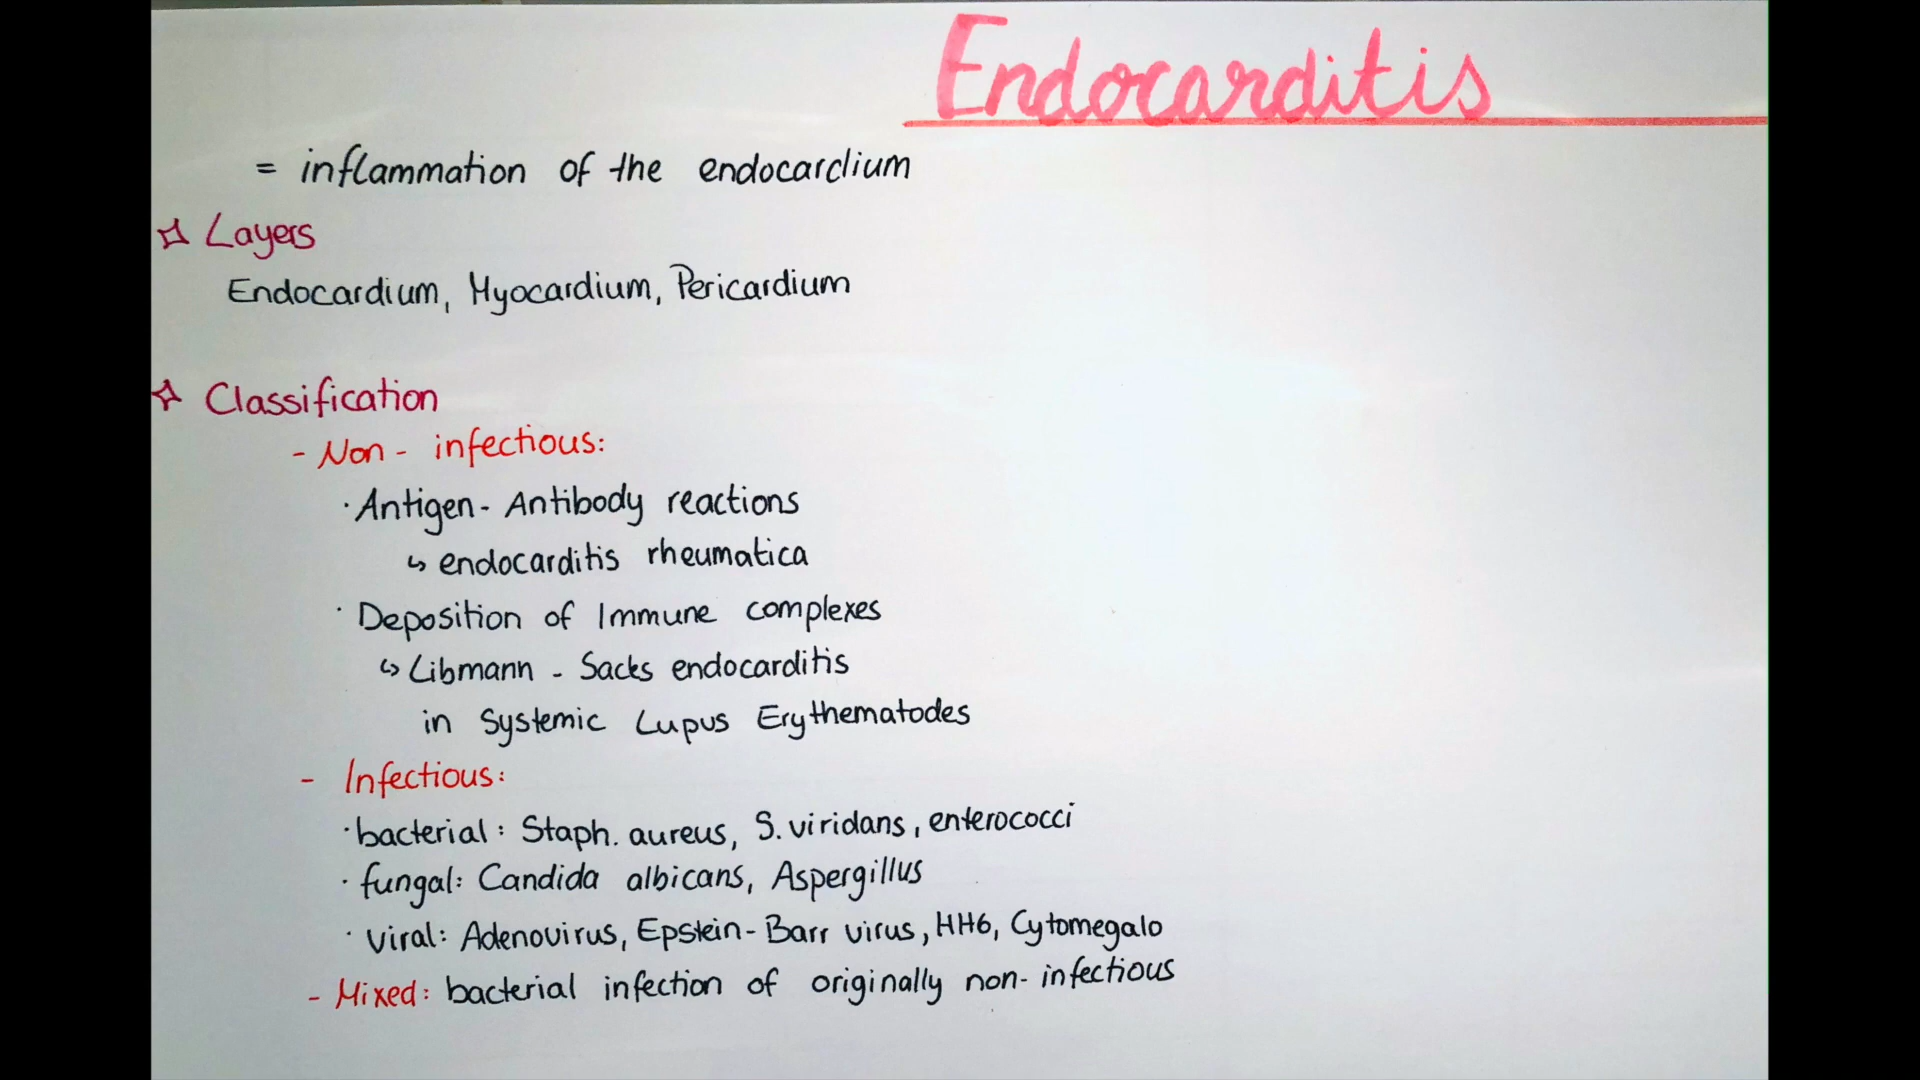 Endocarditis
= inflammation of the endocardium
Layers
Endocardium, Myocardium, Pericardium
Classification
- Non - infectious:
· Antigen - Antibody reactions
↳ endocarditis rheumatica
· Deposition of Immune complexes
↳ Libmann - Sacks endocarditis
in Systemic Lupus Erythematodes
- Infectious:
· bacterial: Staph. aureus, S. viridans, enterococci
· fungal: Candida albicans, Aspergillus
· viral: Adenovirus, Epstein - Barr virus, HH6, Cytomegalo
- Mixed: bacterial infection of originally non - infectious